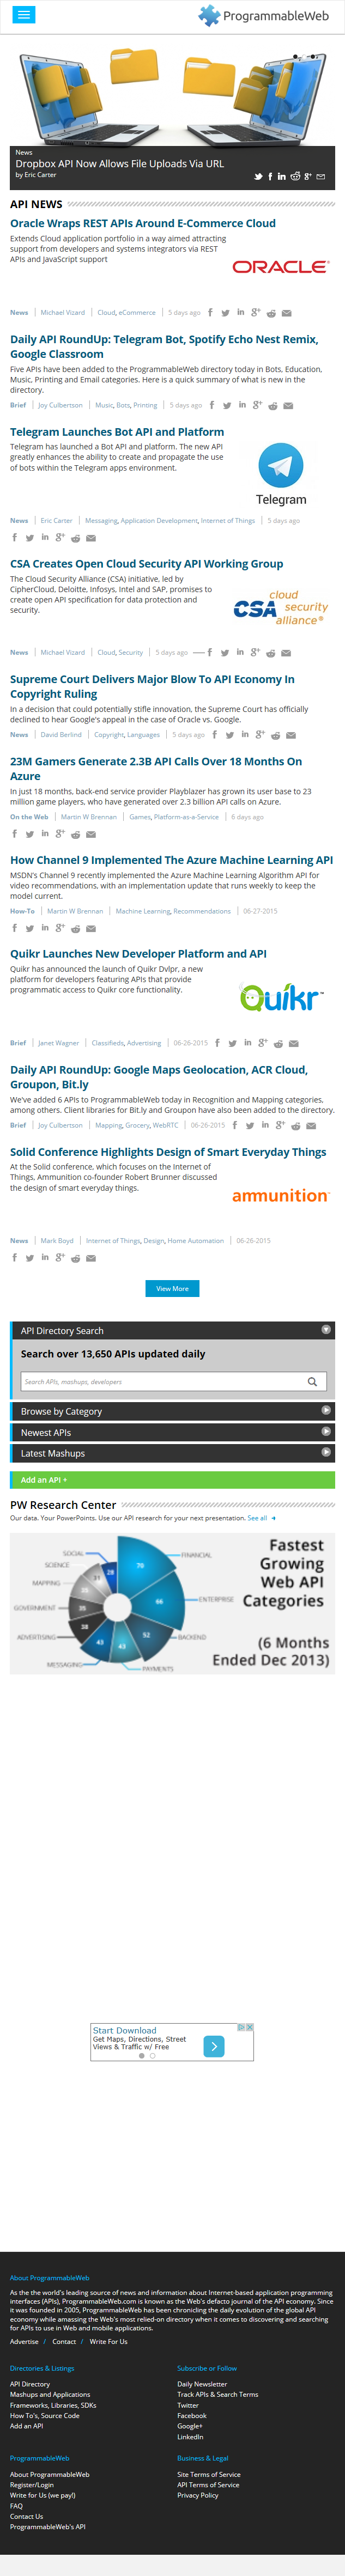 ProgrammableWeb
News
Dropbox API Now Allows File Uploads Via URL
by Eric Carter
API NEWS
Oracle Wraps REST APIs Around E-Commerce Cloud
Extends Cloud application portfolio in a way aimed attracting
support from developers and systems integrators via REST
APIs and JavaScript support
ORACLE
News | Michael Vizard | Cloud, eCommerce | 5 days ago
Daily API RoundUp: Telegram Bot, Spotify Echo Nest Remix,
Google Classroom
Five APIs have been added to the ProgrammableWeb directory today in Bots, Education,
Music, Printing and Email categories. Here is a quick summary of what is new in the
directory.
Brief | Joy Culbertson | Music, Bots, Printing | 5 days ago
Telegram Launches Bot API and Platform
Telegram has launched a Bot API and platform. The new API
greatly enhances the ability to create and propagate the use
of bots within the Telegram apps environment.
Telegram
News | Eric Carter | Messaging, Application Development, Internet of Things | 5 days ago
CSA Creates Open Cloud Security API Working Group
The Cloud Security Alliance (CSA) initiative, led by
CipherCloud, Deloitte, Infosys, Intel and SAP, promises to
create open API specification for data protection and
security.
CSA cloud security alliance®
News | Michael Vizard | Cloud, Security | 5 days ago
Supreme Court Delivers Major Blow To API Economy In
Copyright Ruling
In a decision that could potentially stifle innovation, the Supreme Court has officially
declined to hear Google's appeal in the case of Oracle vs. Google.
News | David Berlind | Copyright, Languages | 5 days ago
23M Gamers Generate 2.3B API Calls Over 18 Months On
Azure
In just 18 months, back-end service provider Playblazer has grown its user base to 23
million game players, who have generated over 2.3 billion API calls on Azure.
On the Web | Martin W Brennan | Games, Platform-as-a-Service | 6 days ago
How Channel 9 Implemented The Azure Machine Learning API
MSDN's Channel 9 recently implemented the Azure Machine Learning Algorithm API for
video recommendations, with an implementation update that runs weekly to keep the
model current.
How-To | Martin W Brennan | Machine Learning, Recommendations | 06-27-2015
Quikr Launches New Developer Platform and API
Quikr has announced the launch of Quikr Dvlpr, a new
platform for developers featuring APIs that provide
programmatic access to Quikr core functionality.
Quikr™
Brief | Janet Wagner | Classifieds, Advertising | 06-26-2015
Daily API RoundUp: Google Maps Geolocation, ACR Cloud,
Groupon, Bit.ly
We've added 6 APIs to ProgrammableWeb today in Recognition and Mapping categories,
among others. Client libraries for Bit.ly and Groupon have also been added to the directory.
Brief | Joy Culbertson | Mapping, Grocery, WebRTC | 06-26-2015
Solid Conference Highlights Design of Smart Everyday Things
At the Solid conference, which focuses on the Internet of
Things, Ammunition co-founder Robert Brunner discussed
the design of smart everyday things.
ammunition
News | Mark Boyd | Internet of Things, Design, Home Automation | 06-26-2015
View More
API Directory Search
Search over 13,650 APIs updated daily
Search APIs, mashups, developers
Browse by Category
Newest APIs
Latest Mashups
Add an API +
PW Research Center
Our data. Your PowerPoints. Use our API research for your next presentation. See all
Fastest
Growing
Web API
Categories
(6 Months
Ended Dec 2013)
SOCIAL
SCIENCE
MAPPING
GOVERNMENT
ADVERTISING
MESSAGING
PAYMENTS
BACKEND
ENTERPRISE
FINANCIAL
28
31
35
35
38
43
43
52
66
70
Start Download
Get Maps, Directions, Street
Views & Traffic w/ Free
About ProgrammableWeb
As the the world's leading source of news and information about Internet-based application programming
interfaces (APIs), ProgrammableWeb.com is known as the Web's defacto journal of the API economy. Since
it was founded in 2005, ProgrammableWeb has been chronicling the daily evolution of the global API
economy while amassing the Web's most relied-on directory when it comes to discovering and searching
for APIs to use in Web and mobile applications.
Advertise / Contact / Write For Us
Directories & Listings
API Directory
Mashups and Applications
Frameworks, Libraries, SDKs
How To's, Source Code
Add an API
Subscribe or Follow
Daily Newsletter
Track APIs & Search Terms
Twitter
Facebook
Google+
LinkedIn
ProgrammableWeb
About ProgrammableWeb
Register/Login
Write for Us (we pay!)
FAQ
Contact Us
ProgrammableWeb's API
Business & Legal
Site Terms of Service
API Terms of Service
Privacy Policy